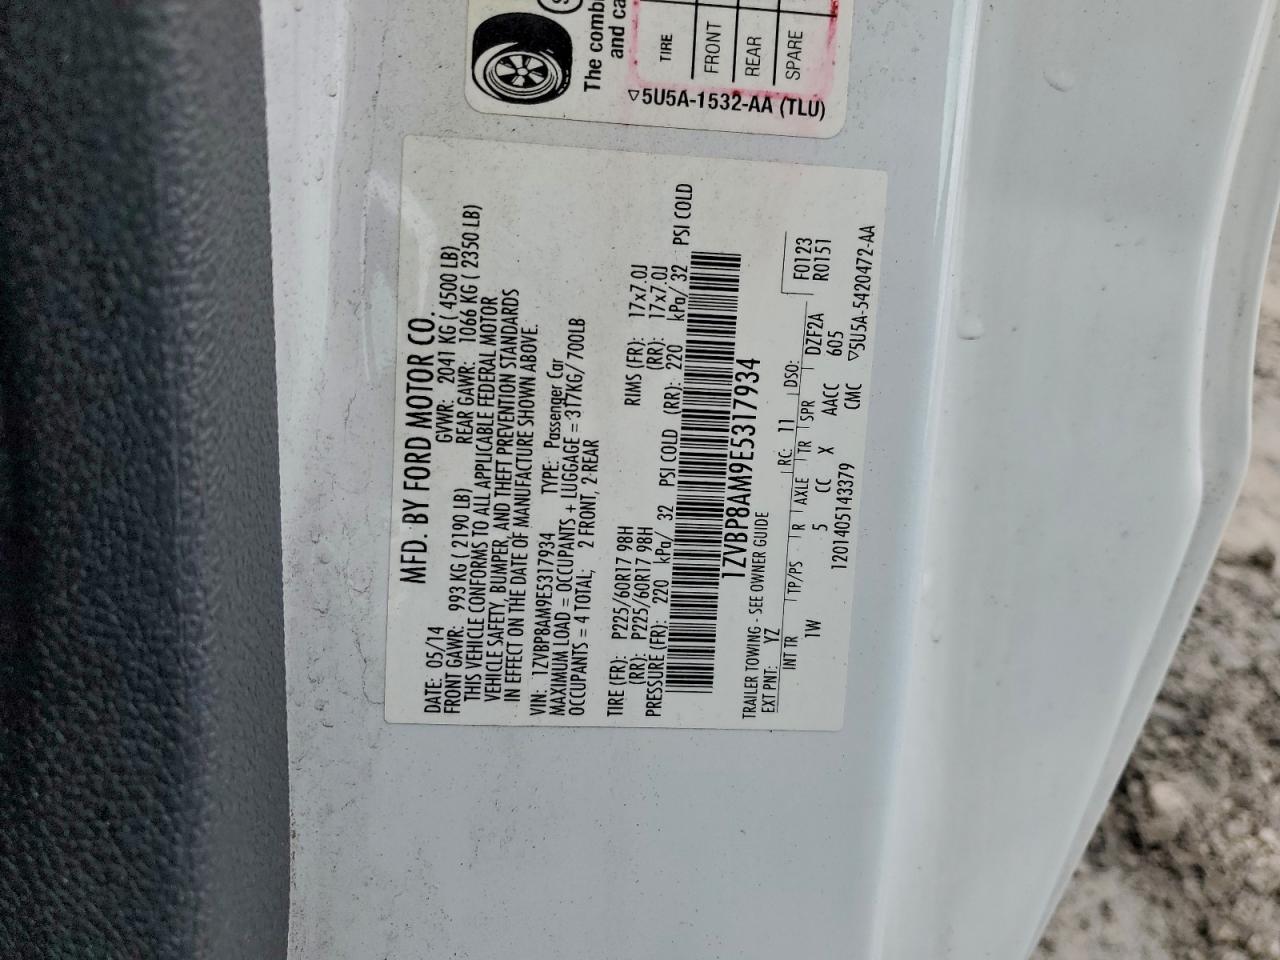 The comb
and ca
TIRE
FRONT
REAR
SPARE
▽5U5A-1532-AA (TLU)
MFD. BY FORD MOTOR CO.
DATE: 05/14 GVWR: 2041 KG ( 4500 LB)
FRONT GAWR: 993 KG ( 2190 LB) REAR GAWR: 1066 KG ( 2350 LB)
THIS VEHICLE CONFORMS TO ALL APPLICABLE FEDERAL MOTOR
VEHICLE SAFETY, BUMPER, AND THEFT PREVENTION STANDARDS
IN EFFECT ON THE DATE OF MANUFACTURE SHOWN ABOVE.
VIN: 1ZVBP8AM9E5317934 TYPE: Passenger Car
MAXIMUM LOAD = OCCUPANTS + LUGGAGE = 317KG/ 700LB
OCCUPANTS = 4 TOTAL; 2 FRONT, 2-REAR
TIRE (FR): P225/60R17 98H RIMS (FR): 17x7.0J
(RR): P225/60R17 98H (RR): 17x7.0J
PRESSURE (FR): 220 kPa/ 32 PSI COLD (RR): 220 kPa/ 32 PSI COLD
1ZVBP8AM9E5317934
TRAILER TOWING - SEE OWNER GUIDE
EXT PNT: YZ RC: 11 DSO: F0123
INT TR TP/PS R AXLE TR SPR DZF2A R0151
1W 5 CC X AACC 605
1201405143379 CMC ▽5U5A-5420472-AA